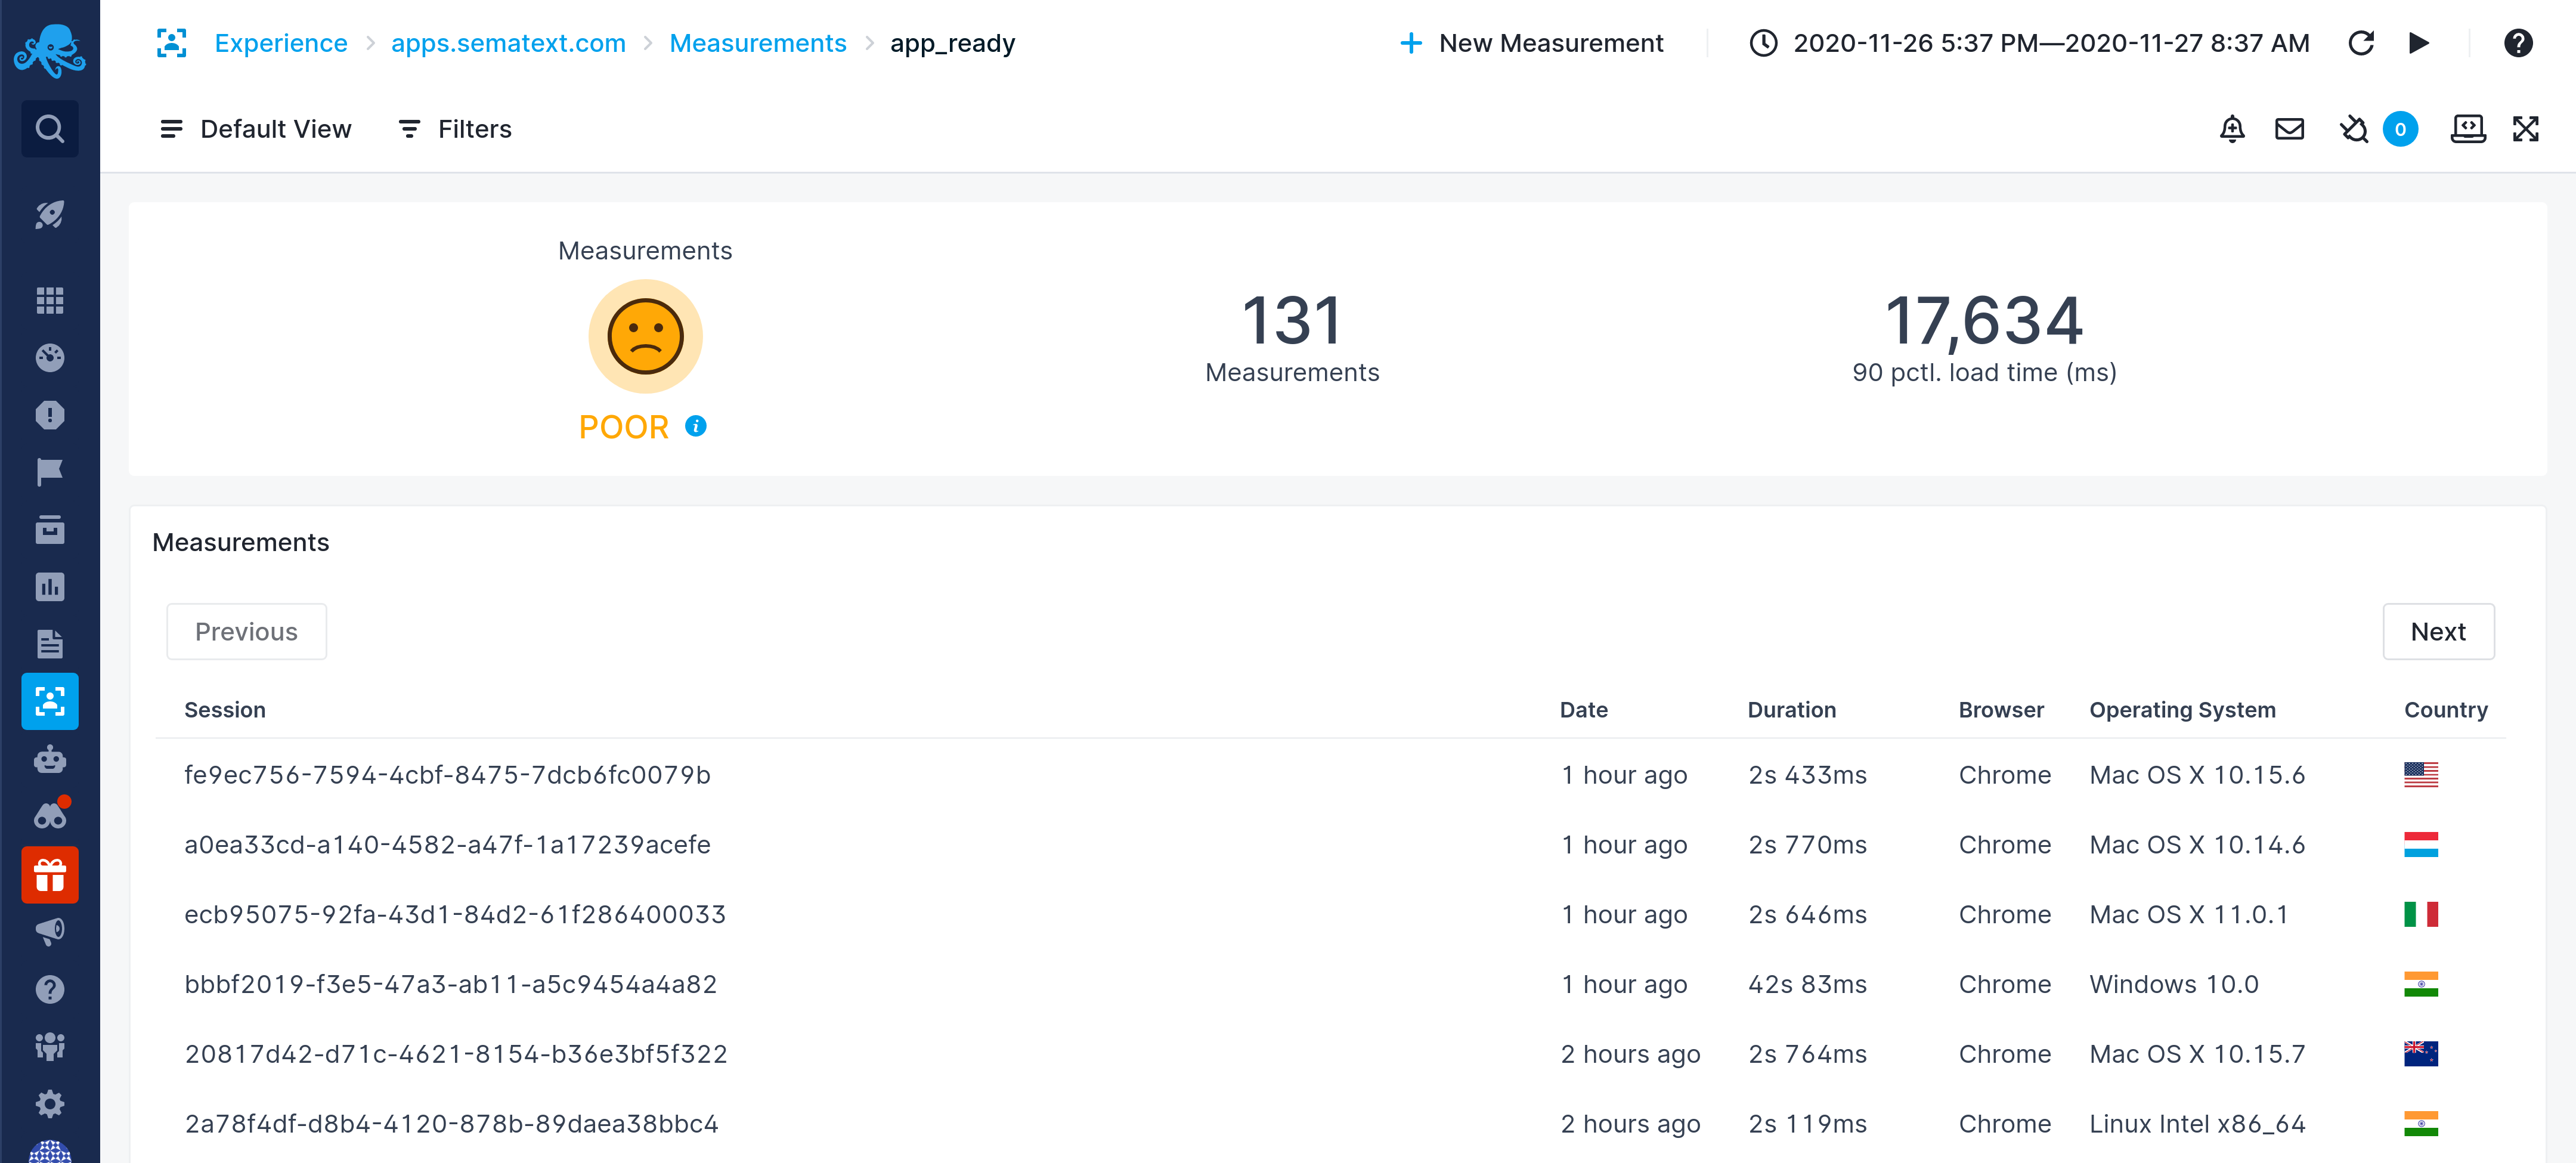 Experience > apps.sematext.com > Measurements > app_ready
+ New Measurement
2020-11-26 5:37 PM—2020-11-27 8:37 AM
Default View
Filters
0
Measurements
POOR
131
Measurements
17,634
90 pctl. load time (ms)
Measurements
Previous
Next
Session Date Duration Browser Operating System Country
fe9ec756-7594-4cbf-8475-7dcb6fc0079b 1 hour ago 2s 433ms Chrome Mac OS X 10.15.6
a0ea33cd-a140-4582-a47f-1a17239acefe 1 hour ago 2s 770ms Chrome Mac OS X 10.14.6
ecb95075-92fa-43d1-84d2-61f286400033 1 hour ago 2s 646ms Chrome Mac OS X 11.0.1
bbbf2019-f3e5-47a3-ab11-a5c9454a4a82 1 hour ago 42s 83ms Chrome Windows 10.0
20817d42-d71c-4621-8154-b36e3bf5f322 2 hours ago 2s 764ms Chrome Mac OS X 10.15.7
2a78f4df-d8b4-4120-878b-89daea38bbc4 2 hours ago 2s 119ms Chrome Linux Intel x86_64